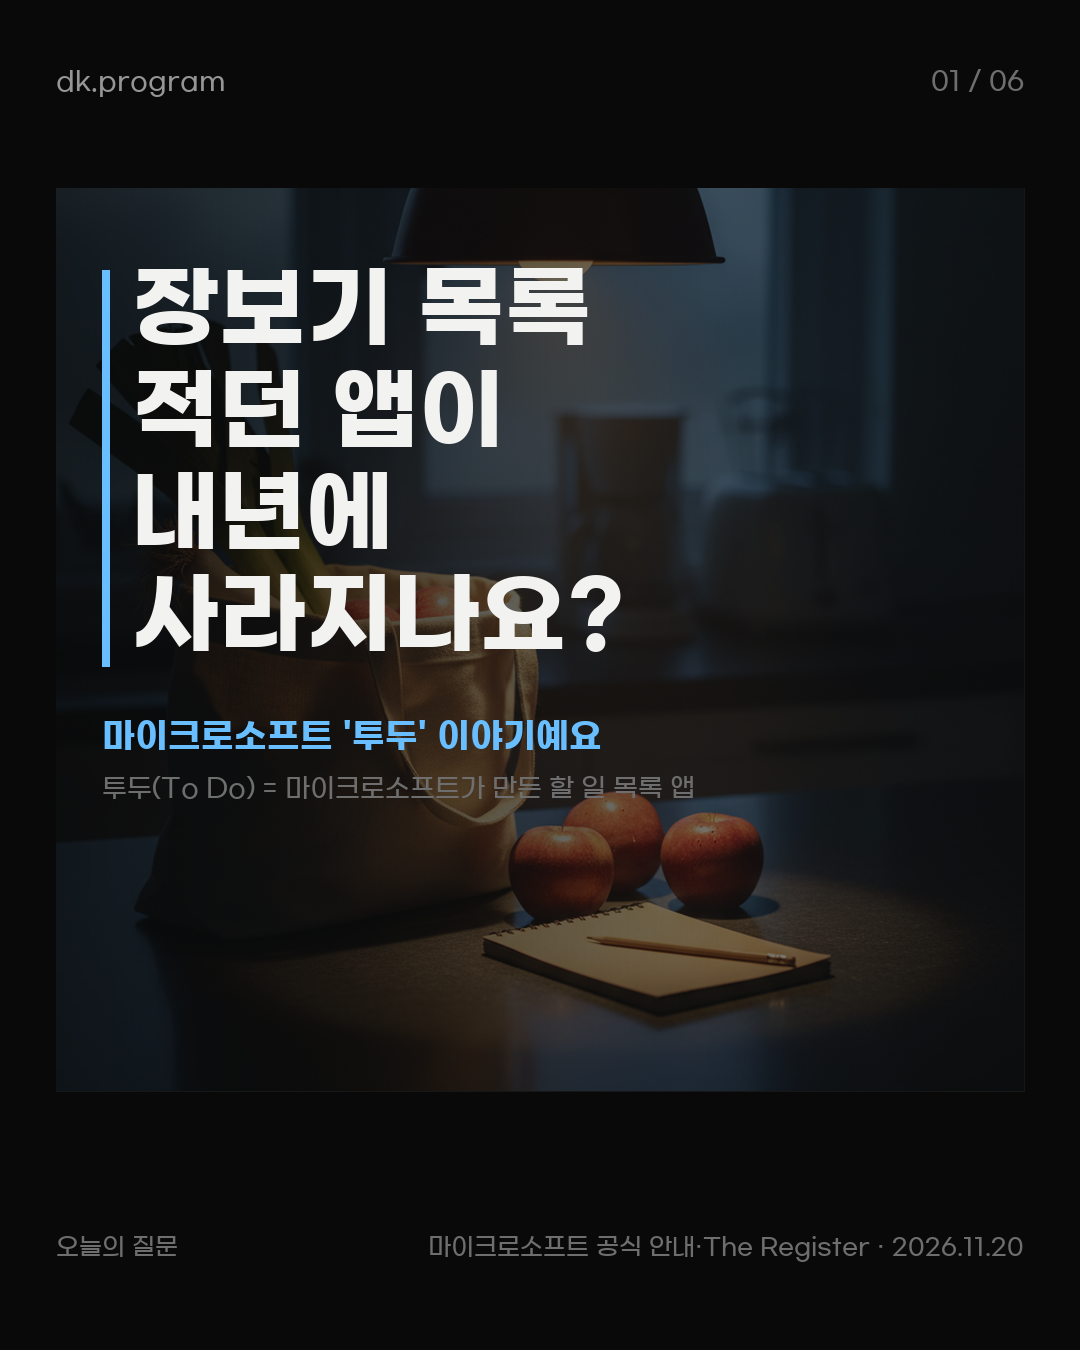 dk.program
01 / 06
장보기 목록
적던 앱이
내년에
사라지나요?
마이크로소프트 '투두' 이야기예요
투두(To Do) = 마이크로소프트가 만든 할 일 목록 앱
오늘의 질문
마이크로소프트 공식 안내·The Register · 2026.11.20